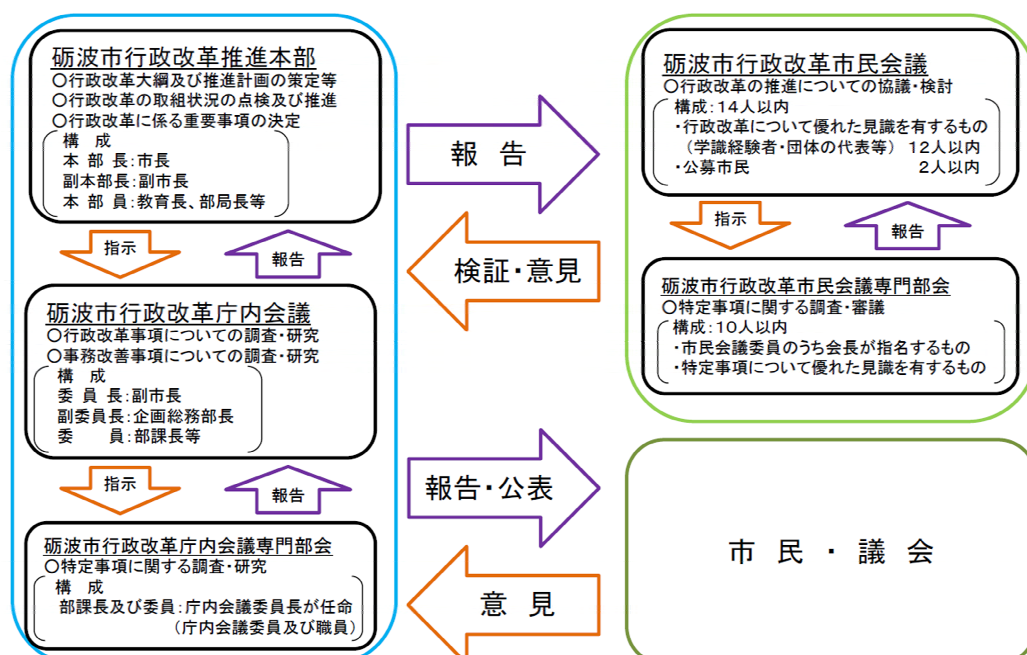 砺波市行政改革推進本部
○行政改革大綱及び推進計画の策定等
○行政改革の取組状況の点検及び推進
○行政改革に係る重要事項の決定
構　成
本 部 長:市長
副本部長:副市長
本 部 員:教育長、部局長等
指示
報告
砺波市行政改革庁内会議
○行政改革事項についての調査・研究
○事務改善事項についての調査・研究
構　成
委 員 長:副市長
副委員長:企画総務部長
委　　員:部課長等
指示
報告
砺波市行政改革庁内会議専門部会
○特定事項に関する調査・研究
構　成
部課長及び委員:庁内会議委員長が任命
(庁内会議委員及び職員)
報 告
検証・意見
報告・公表
意 見
砺波市行政改革市民会議
○行政改革の推進についての協議・検討
構成:14人以内
・行政改革について優れた見識を有するもの
(学識経験者・団体の代表等) 12人以内
・公募市民　2人以内
指示
報告
砺波市行政改革市民会議専門部会
○特定事項に関する調査・審議
構成:10人以内
・市民会議委員のうち会長が指名するもの
・特定事項について優れた見識を有するもの
市 民 ・ 議 会